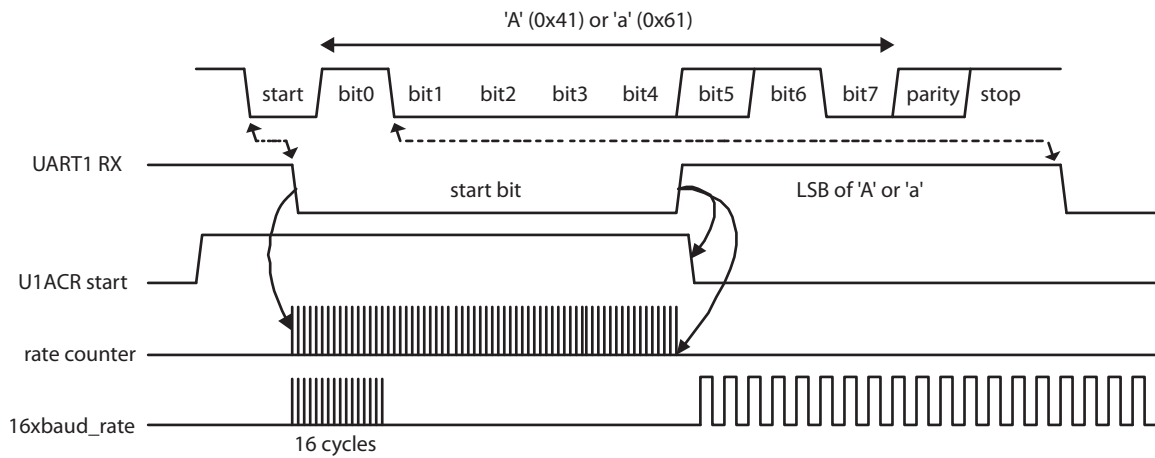 'A' (0x41) or 'a' (0x61)
start bit0 bit1 bit2 bit3 bit4 bit5 bit6 bit7 parity stop
UART1 RX
start bit LSB of 'A' or 'a'
U1ACR start
rate counter
16xbaud_rate
16 cycles